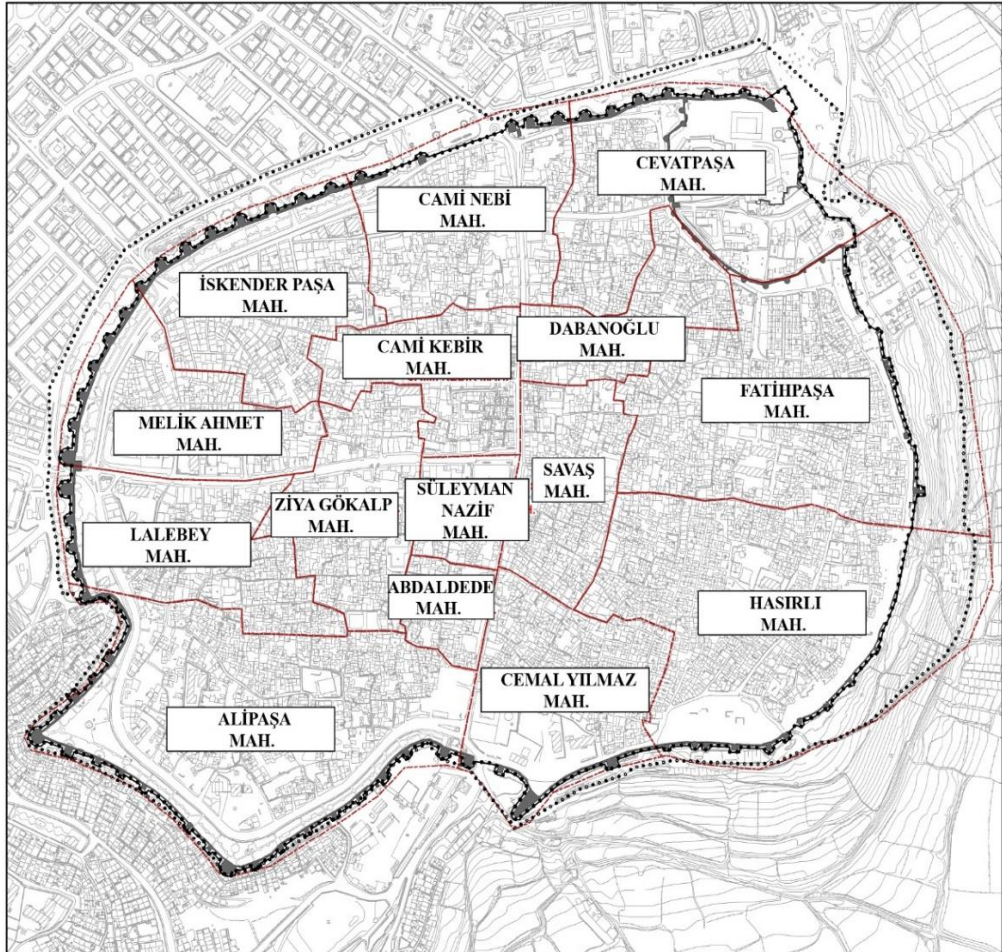 CEVATPAŞA
MAH.
CAMİ NEBİ
MAH.
İSKENDER PAŞA
MAH.
CAMİ KEBİR
MAH.
DABANOĞLU
MAH.
FATİHPAŞA
MAH.
MELİK AHMET
MAH.
ZİYA GÖKALP
MAH.
SÜLEYMAN
NAZİF
MAH.
SAVAŞ
MAH.
LALEBEY
MAH.
ABDALDEDE
MAH.
HASIRLI
MAH.
CEMAL YILMAZ
MAH.
ALİPAŞA
MAH.